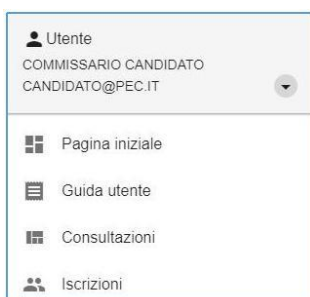 Utente
COMMISSARIO CANDIDATO
CANDIDATO@PEC.IT
Pagina iniziale
Guida utente
Consultazioni
Iscrizioni